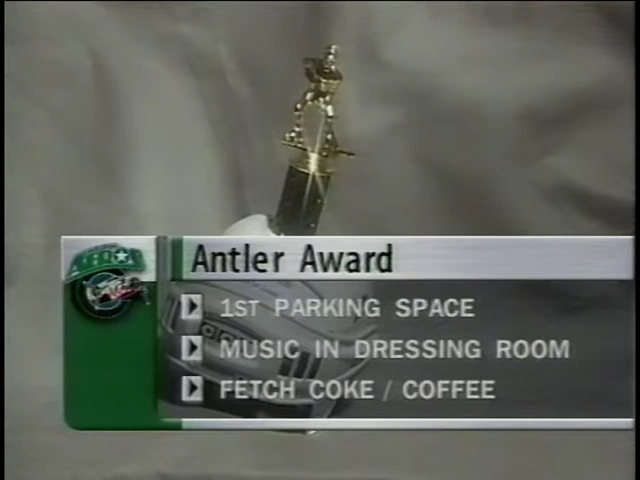 Antler Award
1ST PARKING SPACE
MUSIC IN DRESSING ROOM
FETCH COKE / COFFEE